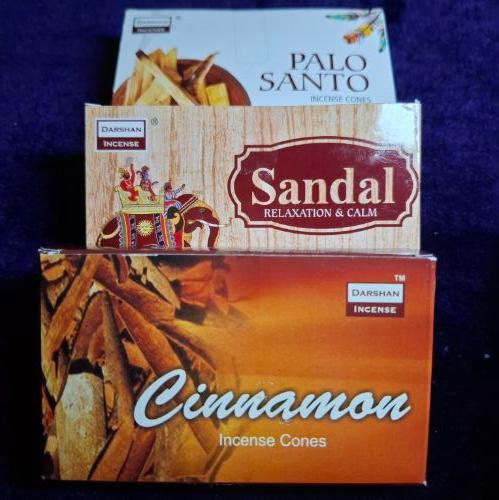 DARSHAN
INCENSE
PALO
SANTO
INCENSE CONES
DARSHAN
INCENSE
®
Sandal
RELAXATION & CALM
TM
DARSHAN
INCENSE
Cinnamon
Incense Cones